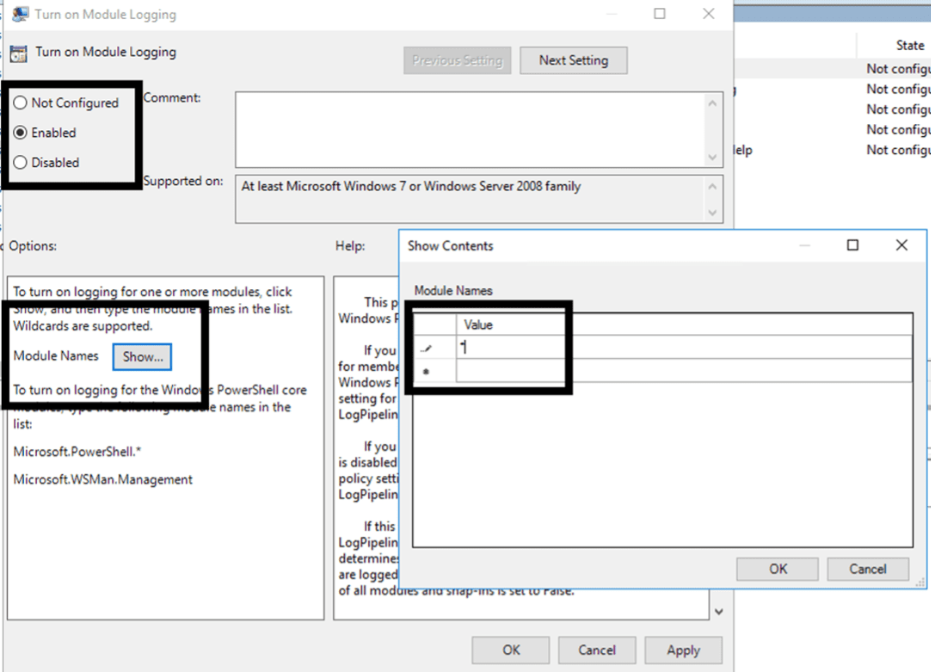 Turn on Module Logging
Turn on Module Logging
Previous Setting
Next Setting
State
Not configu
Not configu
Not configu
Not configu
elp
Not configu
Not Configured
Enabled
Disabled
Comment:
Supported on:
At least Microsoft Windows 7 or Windows Server 2008 family
Options:
Help:
To turn on logging for one or more modules, click
Show, and then type the module names in the list.
Wildcards are supported.
Module Names
Show...
To turn on logging for the Windows PowerShell core
modules, type the following module names in the
list:
Microsoft.PowerShell.*
Microsoft.WSMan.Management
This p
Windows P
If you
for membe
Windows P
setting for
LogPipelin
If you
is disabled
policy setti
LogPipelin
If this
LogPipelin
determines
are logged
of all modules and snap-ins is set to False.
Show Contents
Module Names
Value
*
OK
Cancel
OK
Cancel
Apply